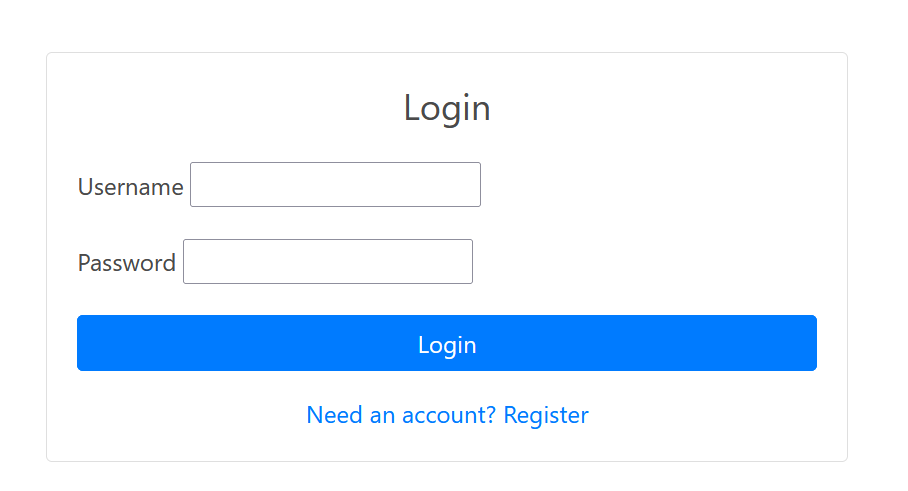 Login
Username
Password
Login
Need an account? Register